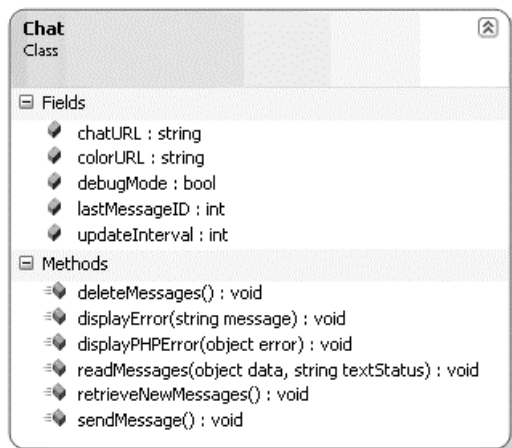 Chat
Class
Fields
chatURL : string
colorURL : string
debugMode : bool
lastMessageID : int
updateInterval : int
Methods
deleteMessages() : void
displayError(string message) : void
displayPHPError(object error) : void
readMessages(object data, string textStatus) : void
retrieveNewMessages() : void
sendMessage() : void